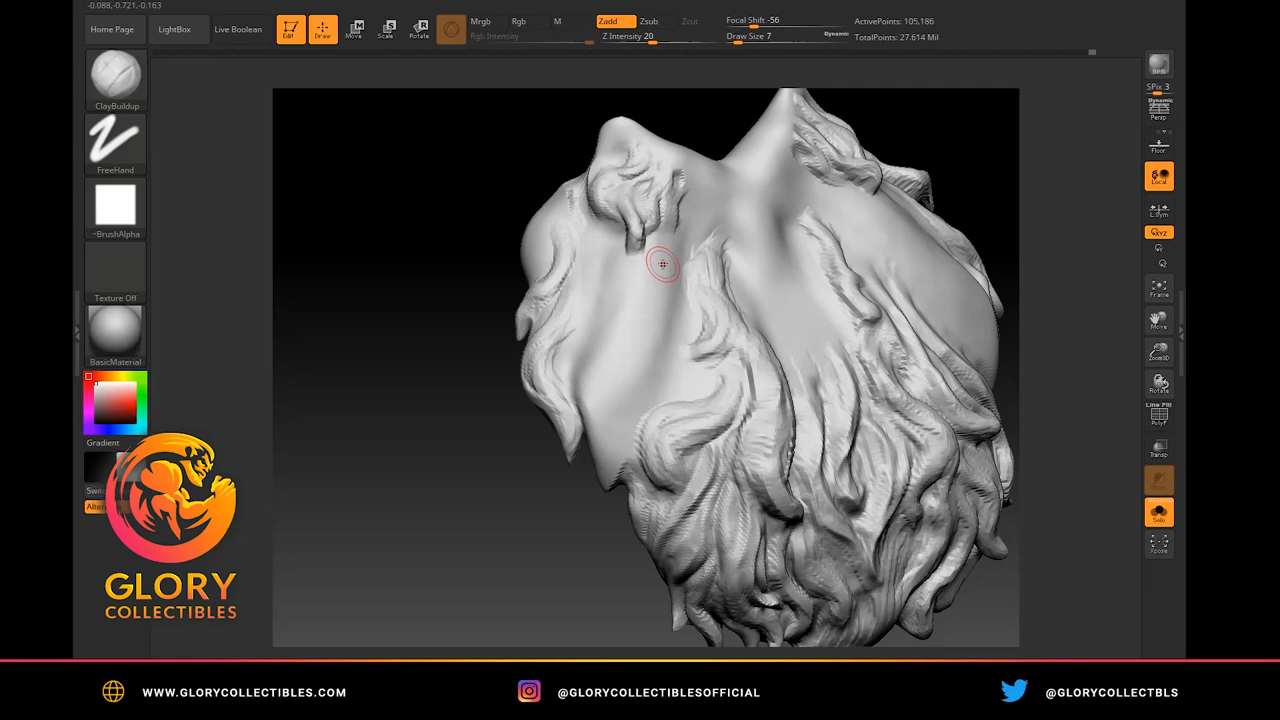 -0.088,-0.721,-0.163
Home Page
LightBox
Live Boolean
Edit
Draw
Move
Scale
Rotate
Mrgb
Rgb
M
Rgb Intensity
Zadd
Zsub
Zcut
Z Intensity 20
Focal Shift -56
Draw Size 7
Dynamic
ActivePoints: 105,186
TotalPoints: 27.614 Mil
ClayBuildup
FreeHand
~BrushAlpha
Texture Off
BasicMaterial
Gradient
BPR
SPix 3
Dynamic
Persp
Floor
Local
L.Sym
XYZ
Frame
Move
Zoom3D
Rotate
Line Fill
PolyF
Transp
Solo
Xpose
GLORY
COLLECTIBLES
WWW.GLORYCOLLECTIBLES.COM
@GLORYCOLLECTIBLESOFFICIAL
@GLORYCOLLECTBLS